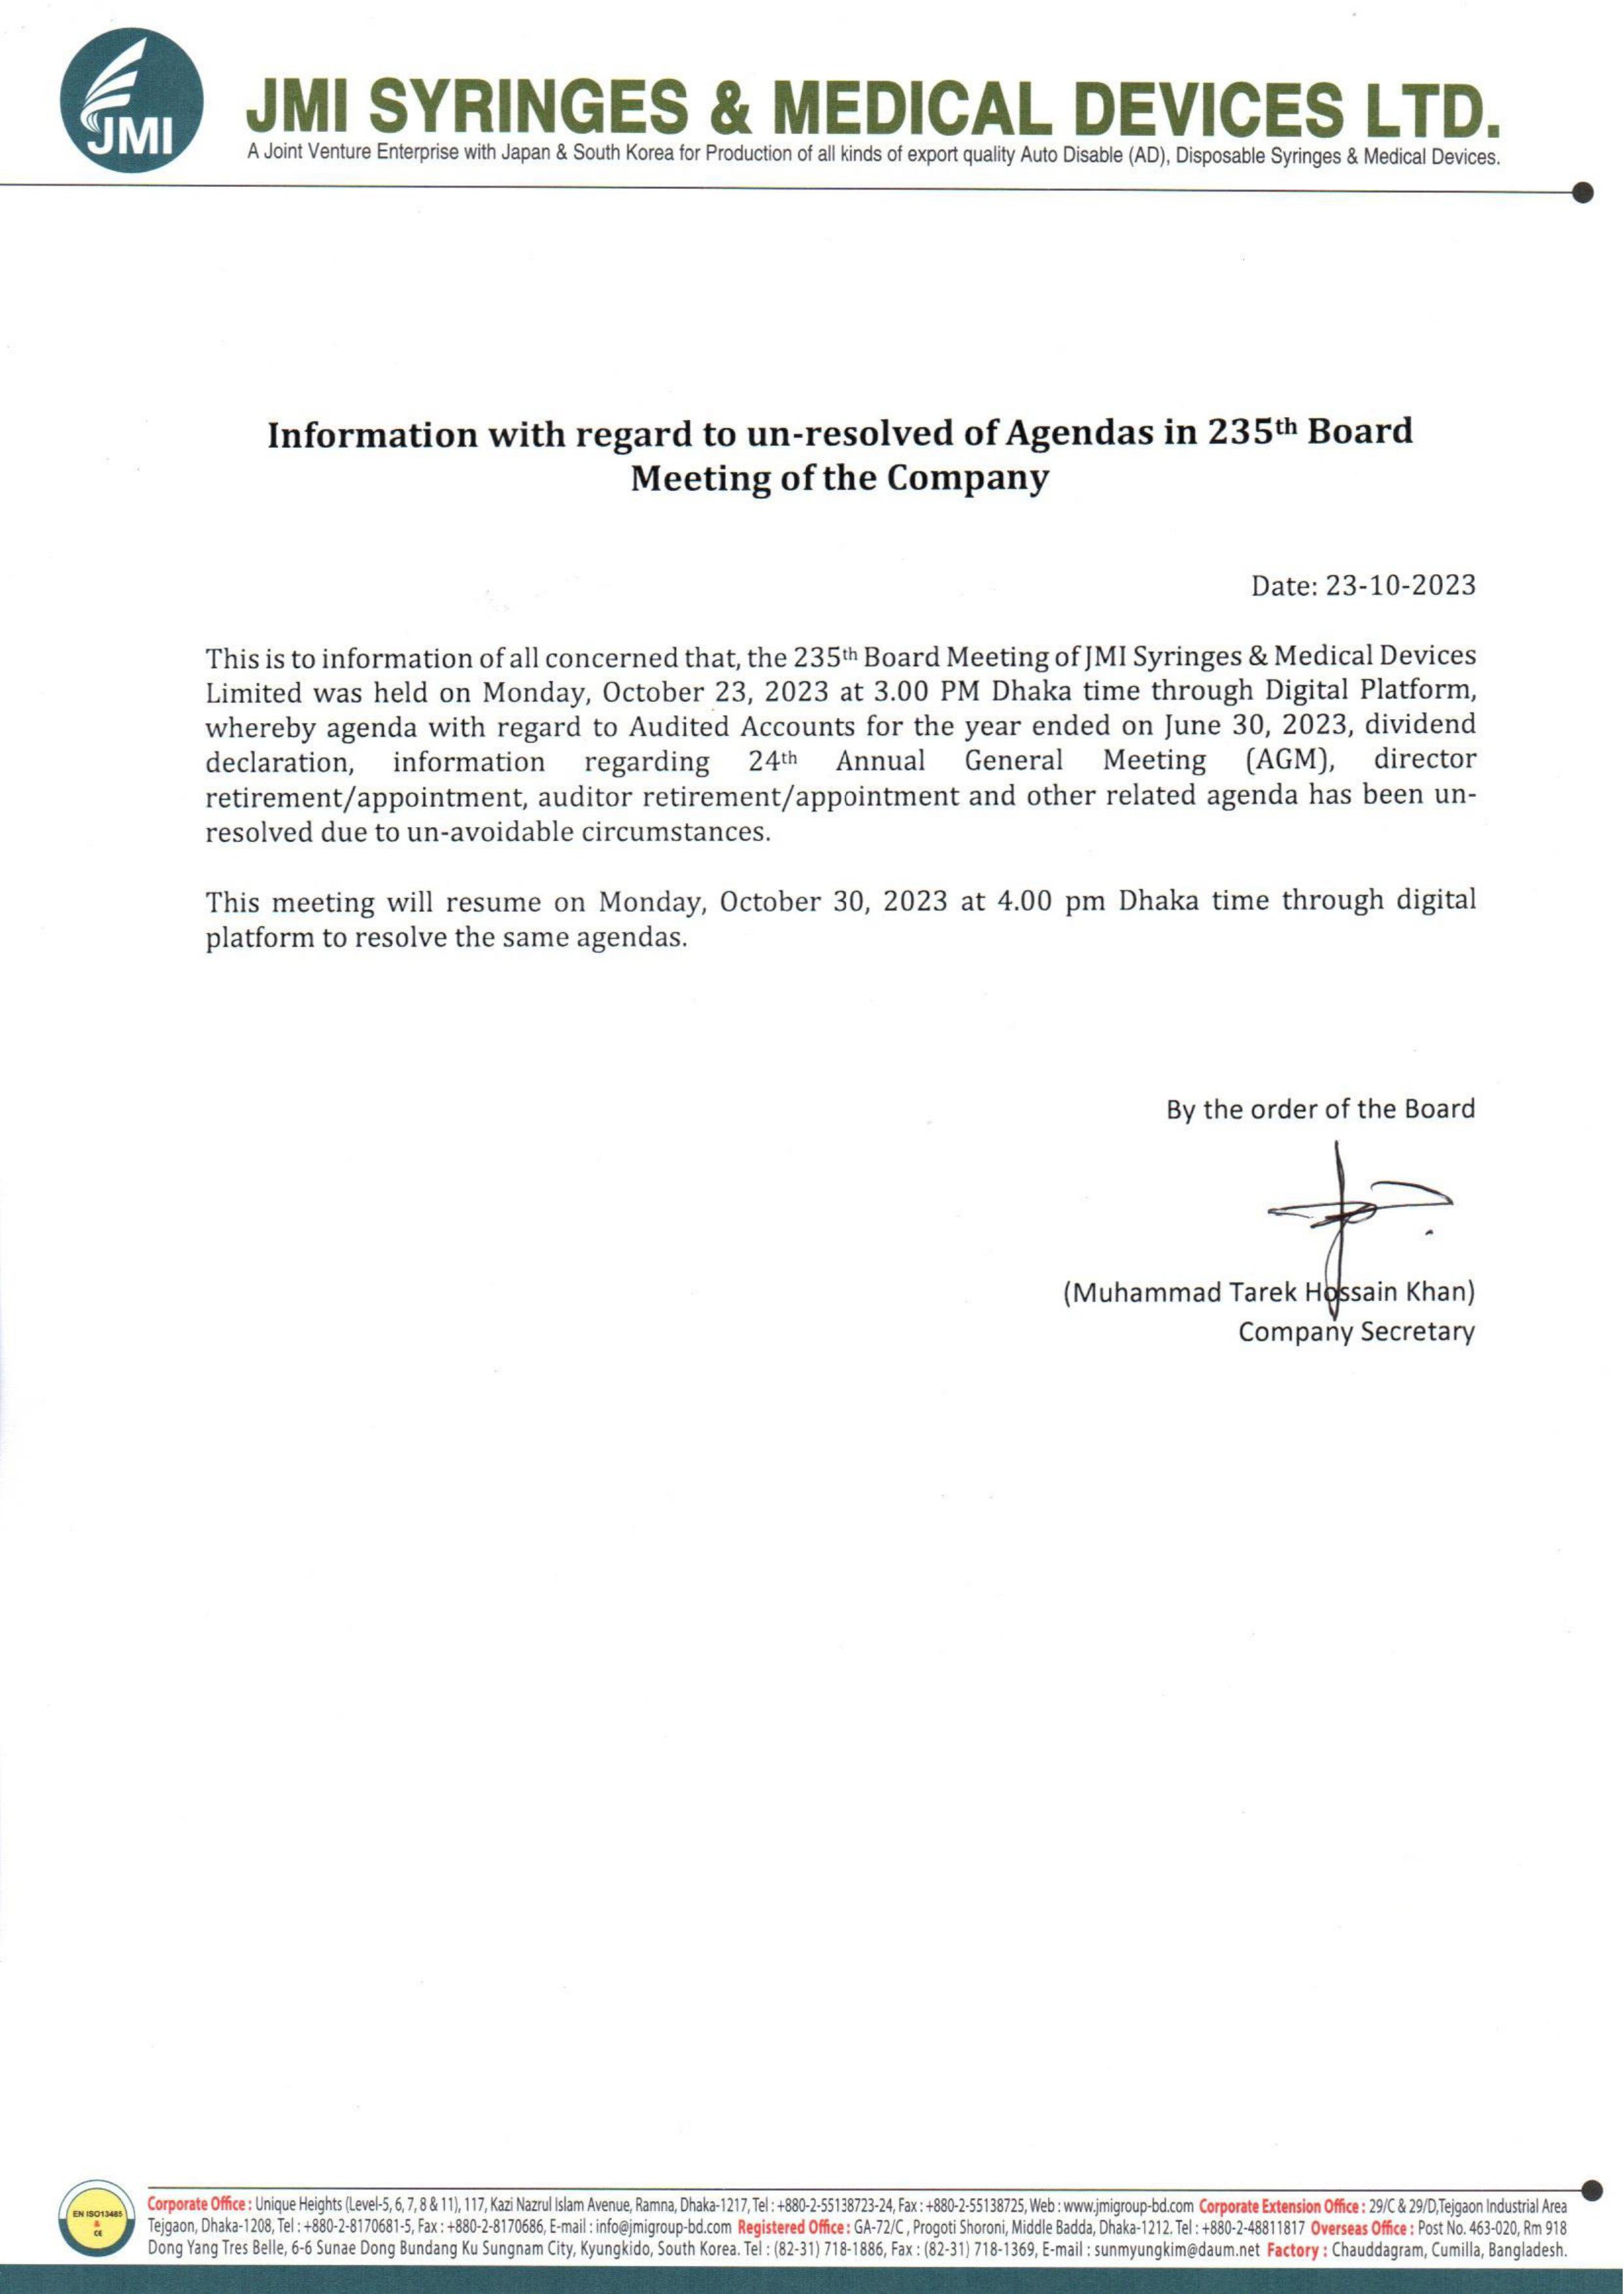 JMI
JMI SYRINGES & MEDICAL DEVICES LTD.
A Joint Venture Enterprise with Japan & South Korea for Production of all kinds of export quality Auto Disable (AD), Disposable Syringes & Medical Devices.
Information with regard to un-resolved of Agendas in 235th Board
Meeting of the Company
Date: 23-10-2023
This is to information of all concerned that, the 235th Board Meeting of JMI Syringes & Medical Devices
Limited was held on Monday, October 23, 2023 at 3.00 PM Dhaka time through Digital Platform,
whereby agenda with regard to Audited Accounts for the year ended on June 30, 2023, dividend
declaration, information regarding 24th Annual General Meeting (AGM), director
retirement/appointment, auditor retirement/appointment and other related agenda has been un-
resolved due to un-avoidable circumstances.
This meeting will resume on Monday, October 30, 2023 at 4.00 pm Dhaka time through digital
platform to resolve the same agendas.
By the order of the Board
(Muhammad Tarek Hossain Khan)
Company Secretary
EN ISO13485
&
CE
Corporate Office : Unique Heights (Level-5, 6, 7, 8 & 11), 117, Kazi Nazrul Islam Avenue, Ramna, Dhaka-1217, Tel : +880-2-55138723-24, Fax : +880-2-55138725, Web : www.jmigroup-bd.com Corporate Extension Office : 29/C & 29/D,Tejgaon Industrial Area
Tejgaon, Dhaka-1208, Tel : +880-2-8170681-5, Fax : +880-2-8170686, E-mail : info@jmigroup-bd.com Registered Office : GA-72/C , Progoti Shoroni, Middle Badda, Dhaka-1212. Tel : +880-2-48811817 Overseas Office : Post No. 463-020, Rm 918
Dong Yang Tres Belle, 6-6 Sunae Dong Bundang Ku Sungnam City, Kyungkido, South Korea. Tel : (82-31) 718-1886, Fax : (82-31) 718-1369, E-mail : sunmyungkim@daum.net Factory : Chauddagram, Cumilla, Bangladesh.